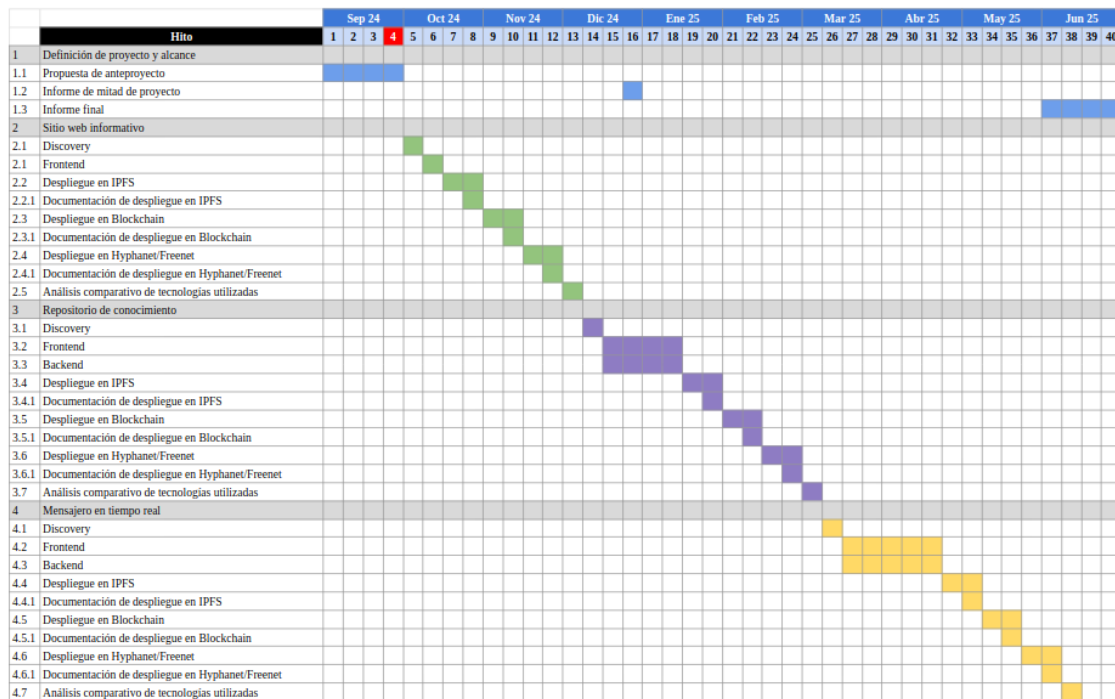 Sep 24 Oct 24 Nov 24 Dic 24 Ene 25 Feb 25 Mar 25 Abr 25 May 25 Jun 25
Hito 1 2 3 4 5 6 7 8 9 10 11 12 13 14 15 16 17 18 19 20 21 22 23 24 25 26 27 28 29 30 31 32 33 34 35 36 37 38 39 40
1 Definición de proyecto y alcance
1.1 Propuesta de anteproyecto
1.2 Informe de mitad de proyecto
1.3 Informe final
2 Sitio web informativo
2.1 Discovery
2.1 Frontend
2.2 Despliegue en IPFS
2.2.1 Documentación de despliegue en IPFS
2.3 Despliegue en Blockchain
2.3.1 Documentación de despliegue en Blockchain
2.4 Despliegue en Hyphanet/Freenet
2.4.1 Documentación de despliegue en Hyphanet/Freenet
2.5 Análisis comparativo de tecnologías utilizadas
3 Repositorio de conocimiento
3.1 Discovery
3.2 Frontend
3.3 Backend
3.4 Despliegue en IPFS
3.4.1 Documentación de despliegue en IPFS
3.5 Despliegue en Blockchain
3.5.1 Documentación de despliegue en Blockchain
3.6 Despliegue en Hyphanet/Freenet
3.6.1 Documentación de despliegue en Hyphanet/Freenet
3.7 Análisis comparativo de tecnologías utilizadas
4 Mensajero en tiempo real
4.1 Discovery
4.2 Frontend
4.3 Backend
4.4 Despliegue en IPFS
4.4.1 Documentación de despliegue en IPFS
4.5 Despliegue en Blockchain
4.5.1 Documentación de despliegue en Blockchain
4.6 Despliegue en Hyphanet/Freenet
4.6.1 Documentación de despliegue en Hyphanet/Freenet
4.7 Análisis comparativo de tecnologías utilizadas